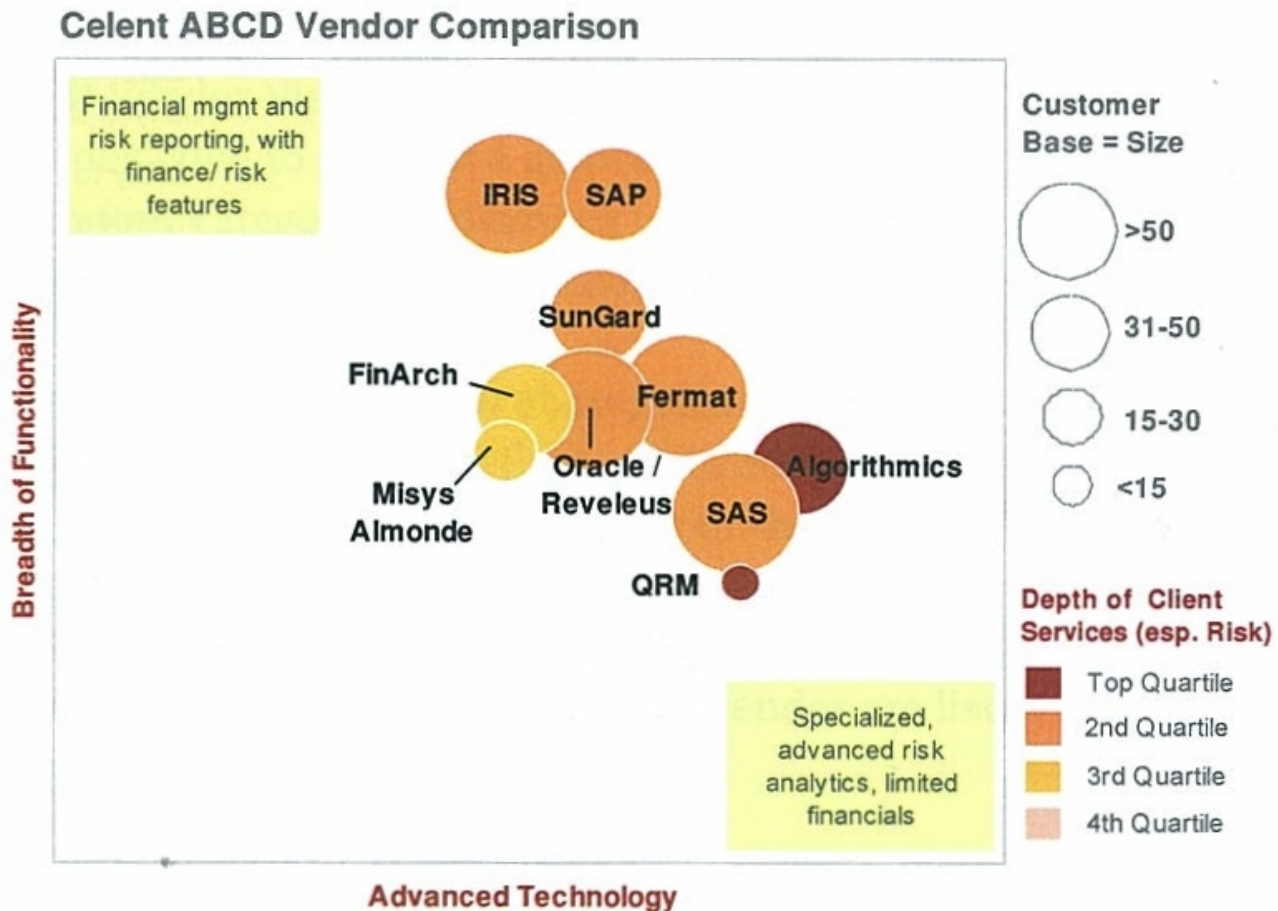 Celent ABCD Vendor Comparison
Financial mgmt and
risk reporting, with
finance/ risk
features
IRIS
SAP
SunGard
FinArch
Fermat
Oracle /
Reveleus
Misys
Almonde
Algorithmics
SAS
QRM
Specialized,
advanced risk
analytics, limited
financials
Breadth of Functionality
Advanced Technology
Customer
Base = Size
>50
31-50
15-30
<15
Depth of Client
Services (esp. Risk)
Top Quartile
2nd Quartile
3rd Quartile
4th Quartile